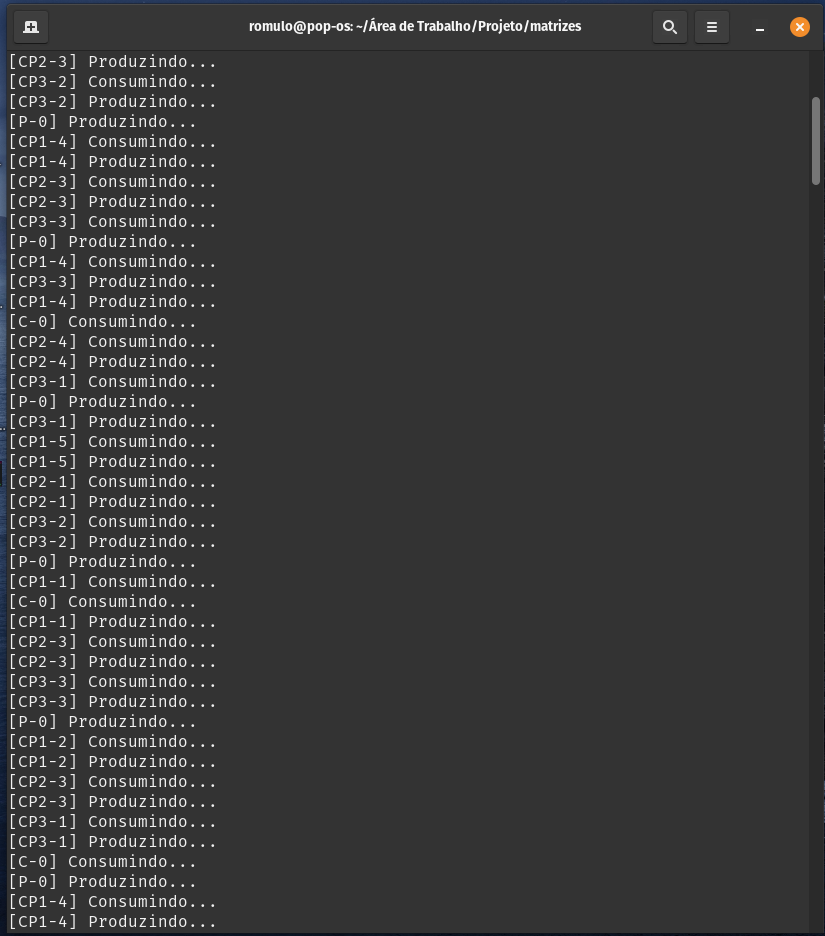 romulo@pop-os: ~/Área de Trabalho/Projeto/matrizes
[CP2-3] Produzindo...
[CP3-2] Consumindo...
[CP3-2] Produzindo...
[P-0] Produzindo...
[CP1-4] Consumindo...
[CP1-4] Produzindo...
[CP2-3] Consumindo...
[CP2-3] Produzindo...
[CP3-3] Consumindo...
[P-0] Produzindo...
[CP1-4] Consumindo...
[CP3-3] Produzindo...
[CP1-4] Produzindo...
[C-0] Consumindo...
[CP2-4] Consumindo...
[CP2-4] Produzindo...
[CP3-1] Consumindo...
[P-0] Produzindo...
[CP3-1] Produzindo...
[CP1-5] Consumindo...
[CP1-5] Produzindo...
[CP2-1] Consumindo...
[CP2-1] Produzindo...
[CP3-2] Consumindo...
[CP3-2] Produzindo...
[P-0] Produzindo...
[CP1-1] Consumindo...
[C-0] Consumindo...
[CP1-1] Produzindo...
[CP2-3] Consumindo...
[CP2-3] Produzindo...
[CP3-3] Consumindo...
[CP3-3] Produzindo...
[P-0] Produzindo...
[CP1-2] Consumindo...
[CP1-2] Produzindo...
[CP2-3] Consumindo...
[CP2-3] Produzindo...
[CP3-1] Consumindo...
[CP3-1] Produzindo...
[C-0] Consumindo...
[P-0] Produzindo...
[CP1-4] Consumindo...
[CP1-4] Produzindo...